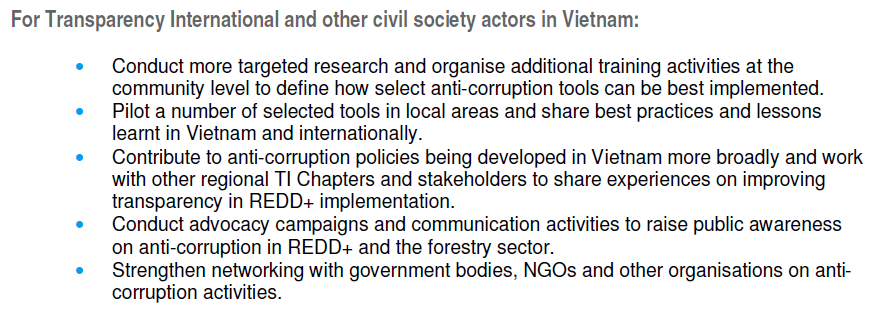 For Transparency International and other civil society actors in Vietnam:
• Conduct more targeted research and organise additional training activities at the
community level to define how select anti-corruption tools can be best implemented.
• Pilot a number of selected tools in local areas and share best practices and lessons
learnt in Vietnam and internationally.
• Contribute to anti-corruption policies being developed in Vietnam more broadly and work
with other regional TI Chapters and stakeholders to share experiences on improving
transparency in REDD+ implementation.
• Conduct advocacy campaigns and communication activities to raise public awareness
on anti-corruption in REDD+ and the forestry sector.
• Strengthen networking with government bodies, NGOs and other organisations on anti-
corruption activities.